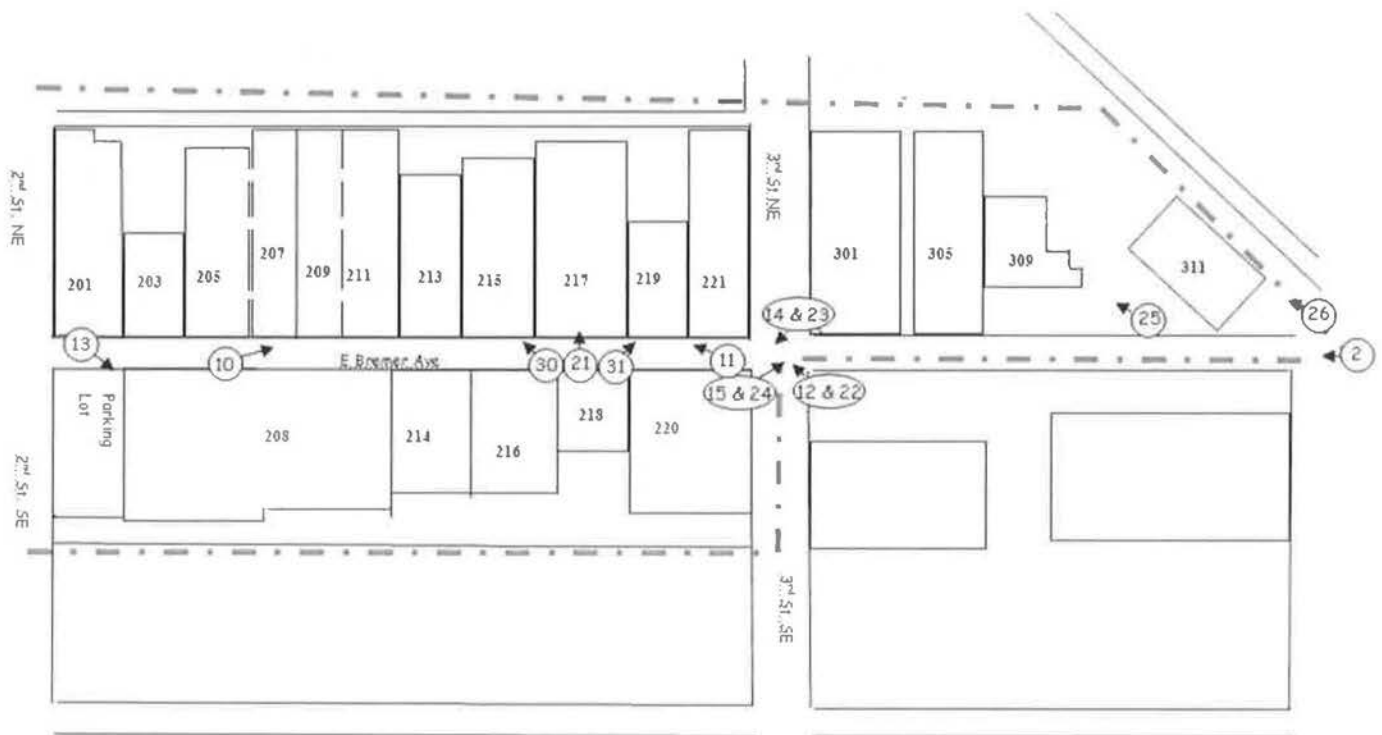 2nd St. NE
3rd St. NE
201
203
205
207
209
211
213
215
217
219
221
301
305
309
311
14 & 23
25
26
13
10
E Bremer Ave
30
21
31
11
2
15 & 24
12 & 22
Parking
Lot
208
214
216
218
220
2nd St. SE
3rd St. SE